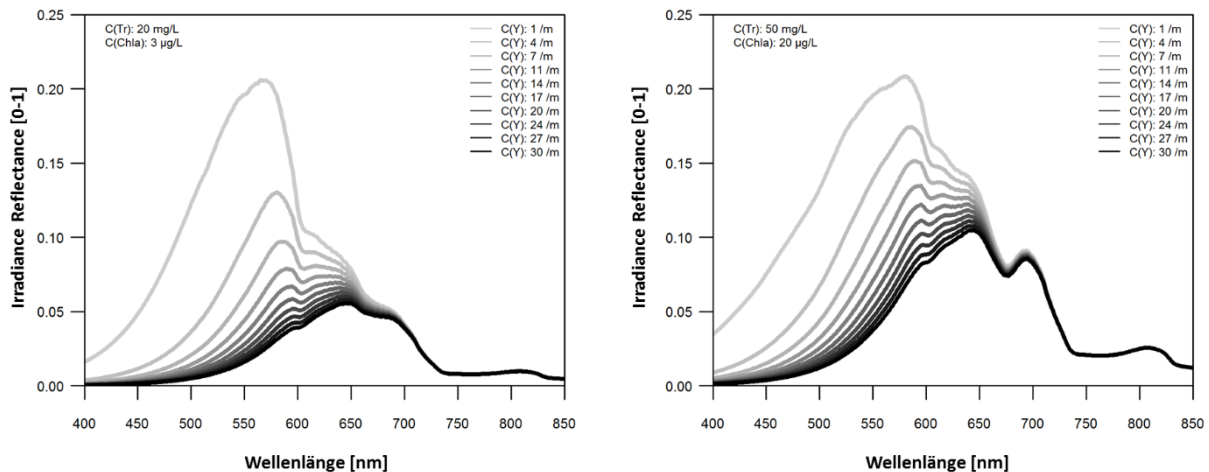 C(Tr): 20 mg/L
C(Chla): 3 µg/L
C(Y): 1 /m
C(Y): 4 /m
C(Y): 7 /m
C(Y): 11 /m
C(Y): 14 /m
C(Y): 17 /m
C(Y): 20 /m
C(Y): 24 /m
C(Y): 27 /m
C(Y): 30 /m
Irradiance Reflectance [0-1]
0.25
0.20
0.15
0.10
0.05
0.00
400 450 500 550 600 650 700 750 800 850
Wellenlänge [nm]
C(Tr): 50 mg/L
C(Chla): 20 µg/L
C(Y): 1 /m
C(Y): 4 /m
C(Y): 7 /m
C(Y): 11 /m
C(Y): 14 /m
C(Y): 17 /m
C(Y): 20 /m
C(Y): 24 /m
C(Y): 27 /m
C(Y): 30 /m
Irradiance Reflectance [0-1]
0.25
0.20
0.15
0.10
0.05
0.00
400 450 500 550 600 650 700 750 800 850
Wellenlänge [nm]